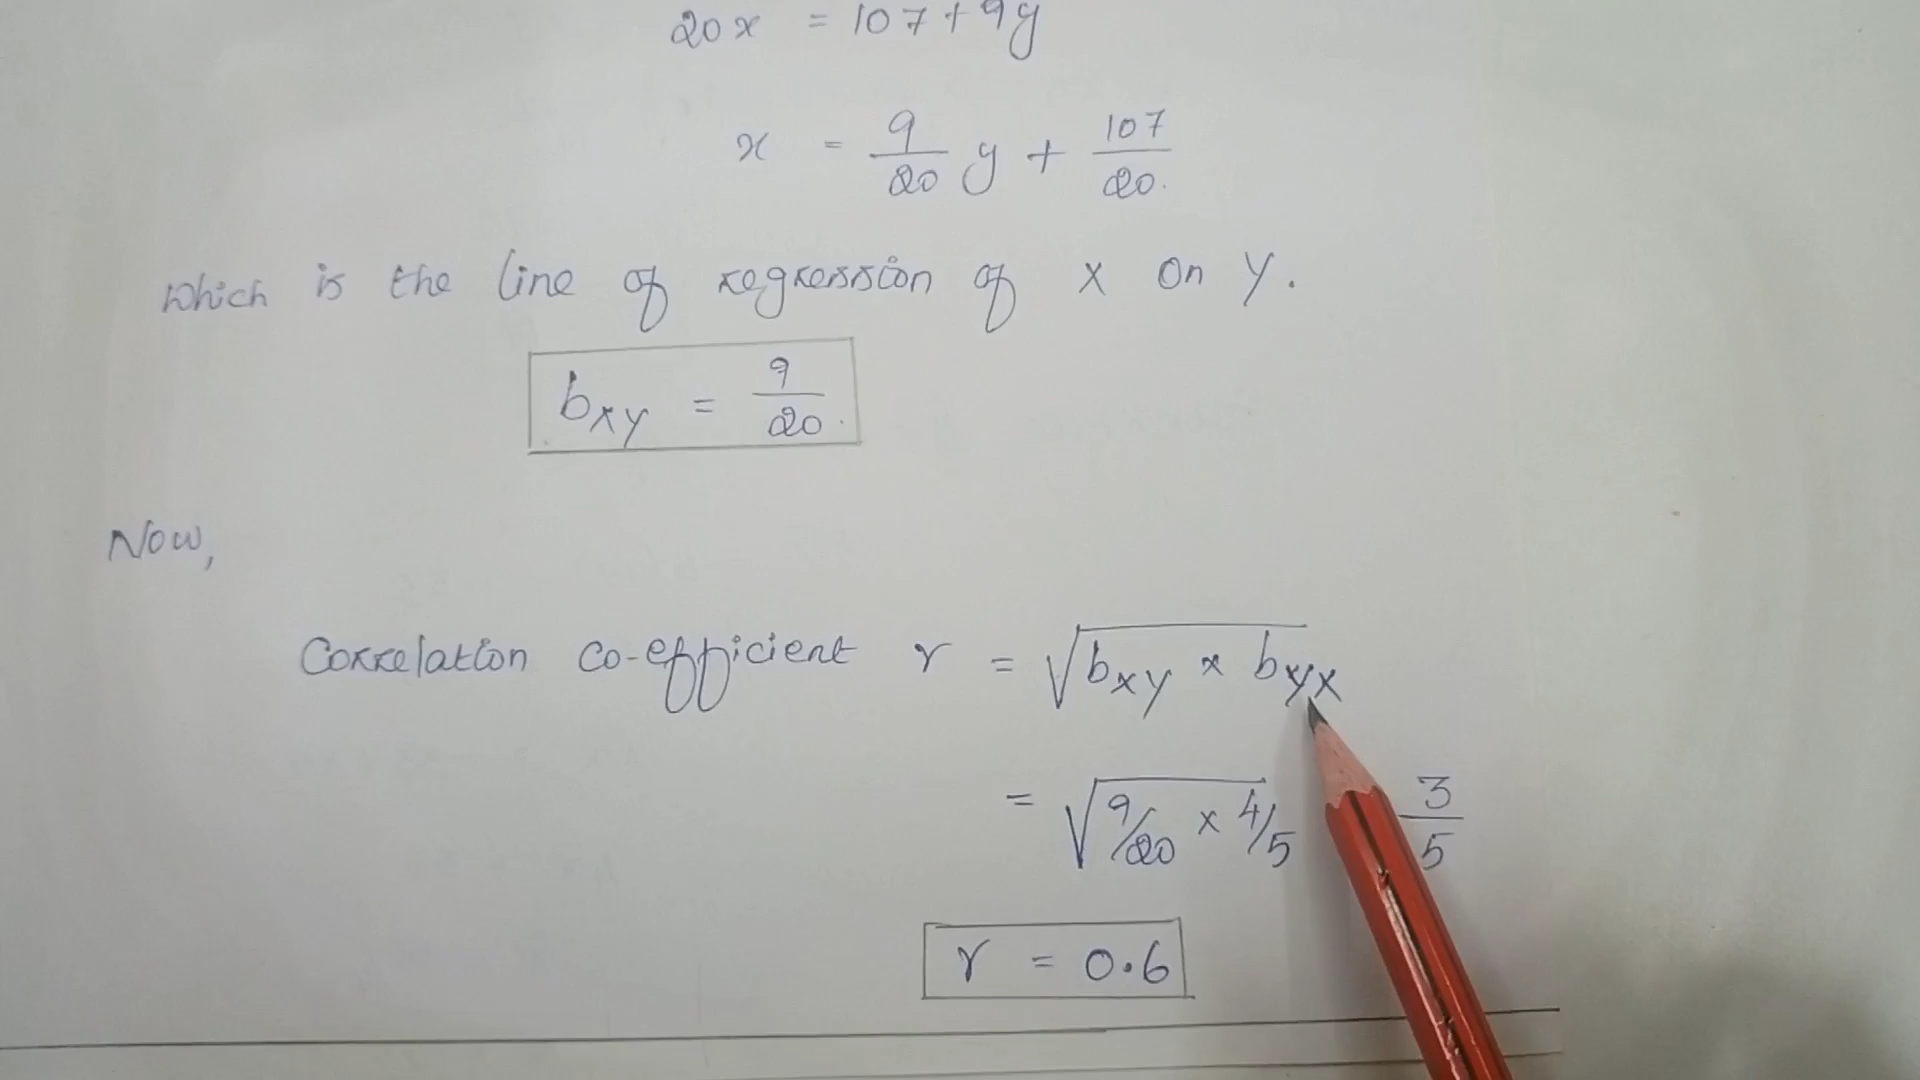 20x = 107 + 9y
x = 9/20 y + 107/20.
which is the line of regression of X on Y.
bxy = 9/20.
Now,
Correlation co-efficient r = √bxy × byx
= √9/20 × 4/5 3/5
r = 0.6